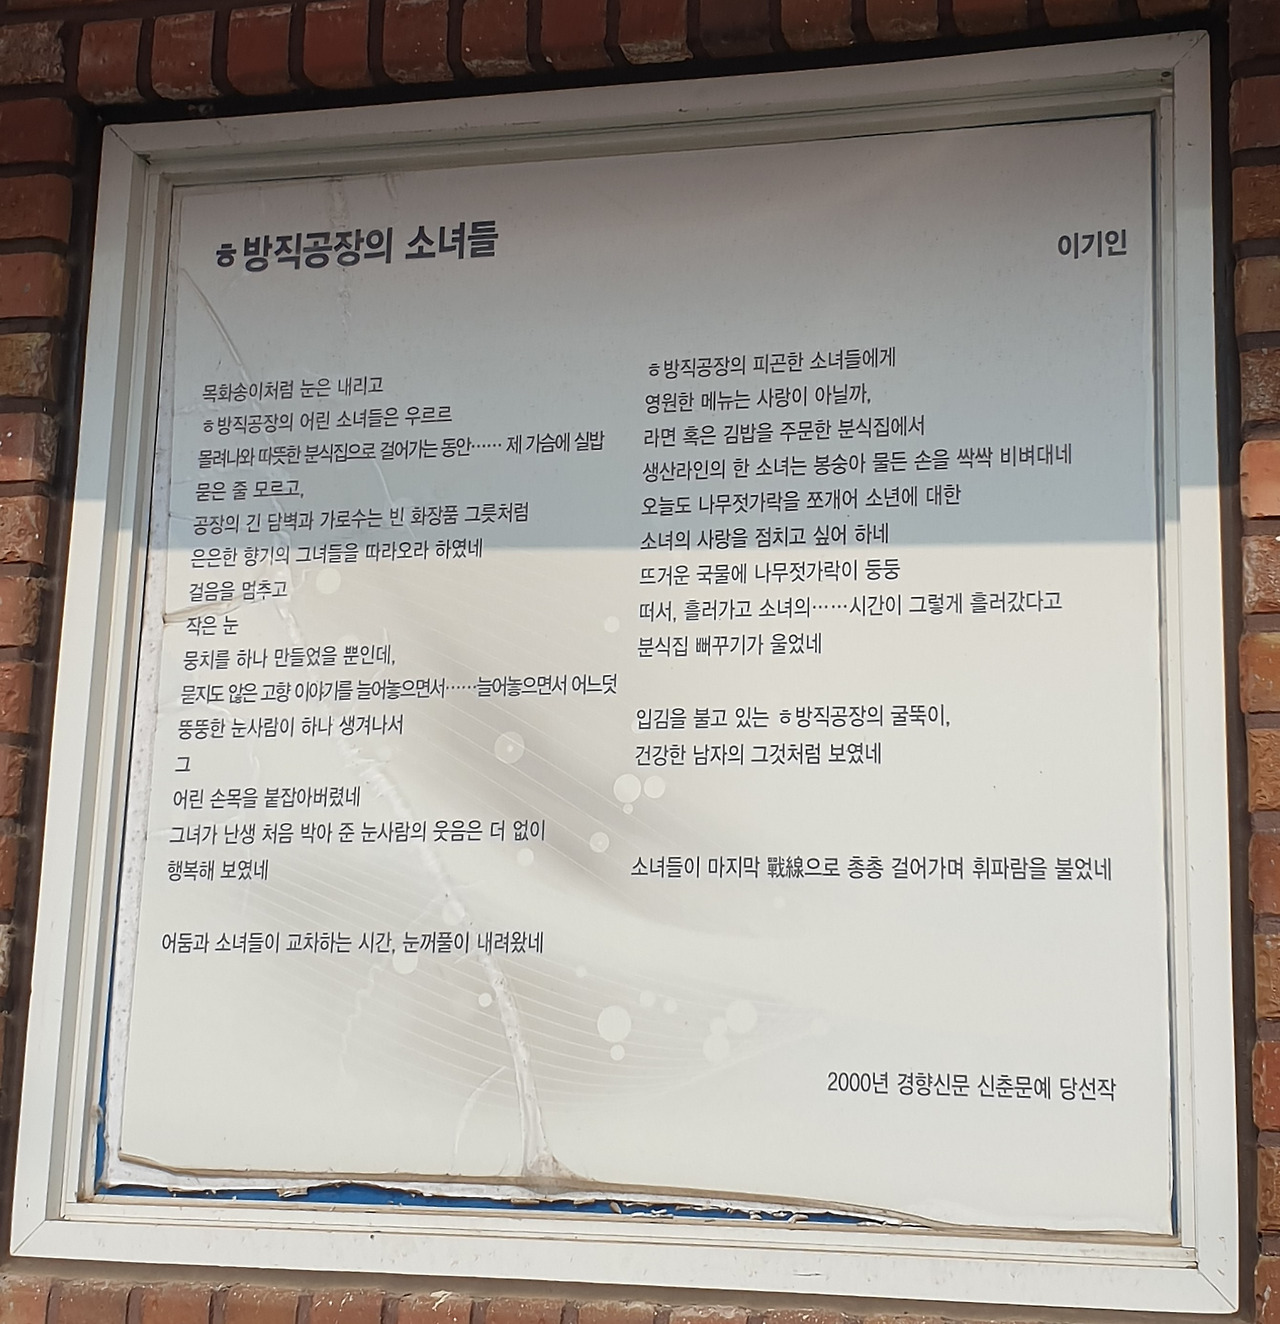 ㅎ방직공장의 소녀들
이기인
목화송이처럼 눈은 내리고
ㅎ방직공장의 어린 소녀들은 우르르
몰려나와 따뜻한 분식집으로 걸어가는 동안…… 제 가슴에 실밥
묻은 줄 모르고,
공장의 긴 담벽과 가로수는 빈 화장품 그릇처럼
은은한 향기의 그녀들을 따라오라 하였네
걸음을 멈추고
작은 눈
뭉치를 하나 만들었을 뿐인데,
묻지도 않은 고향 이야기를 늘어놓으면서……늘어놓으면서 어느덧
뚱뚱한 눈사람이 하나 생겨나서
그
어린 손목을 붙잡아버렸네
그녀가 난생 처음 박아 준 눈사람의 웃음은 더 없이
행복해 보였네
어둠과 소녀들이 교차하는 시간, 눈꺼풀이 내려왔네
ㅎ방직공장의 피곤한 소녀들에게
영원한 메뉴는 사랑이 아닐까,
라면 혹은 김밥을 주문한 분식집에서
생산라인의 한 소녀는 봉숭아 물든 손을 싹싹 비벼대네
오늘도 나무젓가락을 쪼개어 소년에 대한
소녀의 사랑을 점치고 싶어 하네
뜨거운 국물에 나무젓가락이 둥둥
떠서, 흘러가고 소녀의……시간이 그렇게 흘러갔다고
분식집 뻐꾸기가 울었네
입김을 불고 있는 ㅎ방직공장의 굴뚝이,
건강한 남자의 그것처럼 보였네
소녀들이 마지막 戰線으로 총총 걸어가며 휘파람을 불었네
2000년 경향신문 신춘문예 당선작